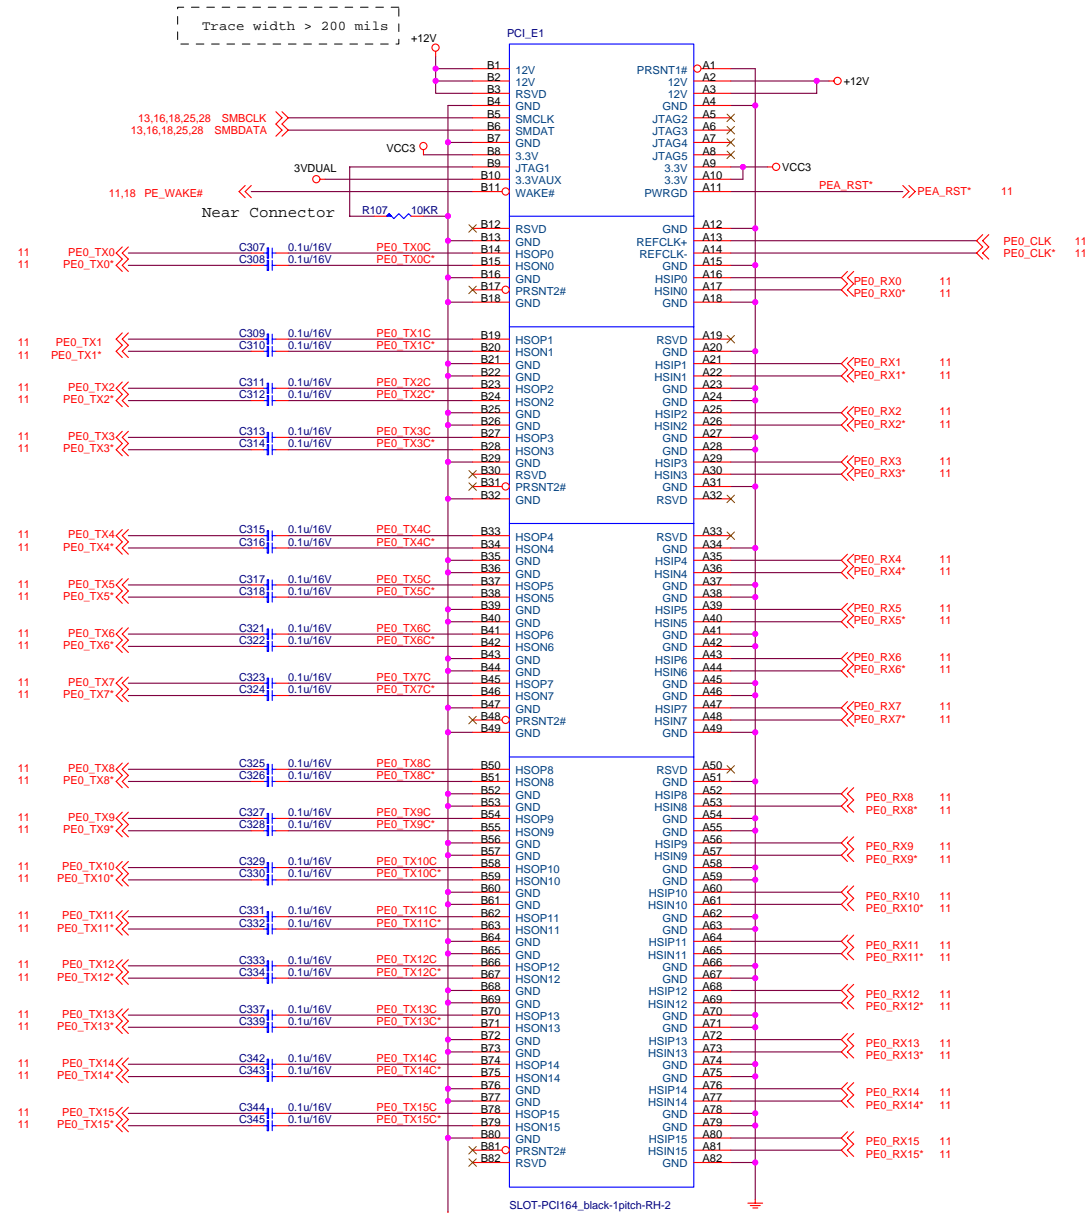 Trace width > 200 mils
PCI_E1
+12V
B1 12V PRSNT1# A1
B2 12V 12V A2 +12V
B3 RSVD 12V A3
B4 GND GND A4
13,16,18,25,28 SMBCLK B5 SMCLK JTAG2 A5
13,16,18,25,28 SMBDATA B6 SMDAT JTAG3 A6
B7 GND JTAG4 A7
VCC3 B8 3.3V JTAG5 A8
B9 JTAG1 3.3V A9 VCC3
3VDUAL B10 3.3VAUX 3.3V A10
11,18 PE_WAKE# B11 WAKE# PWRGD A11 PEA_RST* PEA_RST* 11
Near Connector R107 10KR
B12 RSVD GND A12
B13 GND REFCLK+ A13 PE0_CLK 11
11 PE0_TX0 C307 0.1u/16V PE0_TX0C B14 HSOP0 REFCLK- A14 PE0_CLK* 11
11 PE0_TX0* C308 0.1u/16V PE0_TX0C* B15 HSON0 GND A15
B16 GND HSIP0 A16 PE0_RX0 11
B17 PRSNT2# HSIN0 A17 PE0_RX0* 11
B18 GND GND A18
11 PE0_TX1 C309 0.1u/16V PE0_TX1C B19 HSOP1 RSVD A19
11 PE0_TX1* C310 0.1u/16V PE0_TX1C* B20 HSON1 GND A20
B21 GND HSIP1 A21 PE0_RX1 11
B22 GND HSIN1 A22 PE0_RX1* 11
11 PE0_TX2 C311 0.1u/16V PE0_TX2C B23 HSOP2 GND A23
11 PE0_TX2* C312 0.1u/16V PE0_TX2C* B24 HSON2 GND A24
B25 GND HSIP2 A25 PE0_RX2 11
B26 GND HSIN2 A26 PE0_RX2* 11
11 PE0_TX3 C313 0.1u/16V PE0_TX3C B27 HSOP3 GND A27
11 PE0_TX3* C314 0.1u/16V PE0_TX3C* B28 HSON3 GND A28
B29 GND HSIP3 A29 PE0_RX3 11
B30 RSVD HSIN3 A30 PE0_RX3* 11
B31 PRSNT2# GND A31
B32 GND RSVD A32
11 PE0_TX4 C315 0.1u/16V PE0_TX4C B33 HSOP4 RSVD A33
11 PE0_TX4* C316 0.1u/16V PE0_TX4C* B34 HSON4 GND A34
B35 GND HSIP4 A35 PE0_RX4 11
B36 GND HSIN4 A36 PE0_RX4* 11
11 PE0_TX5 C317 0.1u/16V PE0_TX5C B37 HSOP5 GND A37
11 PE0_TX5* C318 0.1u/16V PE0_TX5C* B38 HSON5 GND A38
B39 GND HSIP5 A39 PE0_RX5 11
B40 GND HSIN5 A40 PE0_RX5* 11
11 PE0_TX6 C321 0.1u/16V PE0_TX6C B41 HSOP6 GND A41
11 PE0_TX6* C322 0.1u/16V PE0_TX6C* B42 HSON6 GND A42
B43 GND HSIP6 A43 PE0_RX6 11
B44 GND HSIN6 A44 PE0_RX6* 11
11 PE0_TX7 C323 0.1u/16V PE0_TX7C B45 HSOP7 GND A45
11 PE0_TX7* C324 0.1u/16V PE0_TX7C* B46 HSON7 GND A46
B47 GND HSIP7 A47 PE0_RX7 11
B48 PRSNT2# HSIN7 A48 PE0_RX7* 11
B49 GND GND A49
11 PE0_TX8 C325 0.1u/16V PE0_TX8C B50 HSOP8 RSVD A50
11 PE0_TX8* C326 0.1u/16V PE0_TX8C* B51 HSON8 GND A51
B52 GND HSIP8 A52 PE0_RX8 11
B53 GND HSIN8 A53 PE0_RX8* 11
11 PE0_TX9 C327 0.1u/16V PE0_TX9C B54 HSOP9 GND A54
11 PE0_TX9* C328 0.1u/16V PE0_TX9C* B55 HSON9 GND A55
B56 GND HSIP9 A56 PE0_RX9 11
B57 GND HSIN9 A57 PE0_RX9* 11
11 PE0_TX10 C329 0.1u/16V PE0_TX10C B58 HSOP10 GND A58
11 PE0_TX10* C330 0.1u/16V PE0_TX10C* B59 HSON10 GND A59
B60 GND HSIP10 A60 PE0_RX10 11
B61 GND HSIN10 A61 PE0_RX10* 11
11 PE0_TX11 C331 0.1u/16V PE0_TX11C B62 HSOP11 GND A62
11 PE0_TX11* C332 0.1u/16V PE0_TX11C* B63 HSON11 GND A63
B64 GND HSIP11 A64 PE0_RX11 11
B65 GND HSIN11 A65 PE0_RX11* 11
11 PE0_TX12 C333 0.1u/16V PE0_TX12C B66 HSOP12 GND A66
11 PE0_TX12* C334 0.1u/16V PE0_TX12C* B67 HSON12 GND A67
B68 GND HSIP12 A68 PE0_RX12 11
B69 GND HSIN12 A69 PE0_RX12* 11
11 PE0_TX13 C337 0.1u/16V PE0_TX13C B70 HSOP13 GND A70
11 PE0_TX13* C339 0.1u/16V PE0_TX13C* B71 HSON13 GND A71
B72 GND HSIP13 A72 PE0_RX13 11
B73 GND HSIN13 A73 PE0_RX13* 11
11 PE0_TX14 C342 0.1u/16V PE0_TX14C B74 HSOP14 GND A74
11 PE0_TX14* C343 0.1u/16V PE0_TX14C* B75 HSON14 GND A75
B76 GND HSIP14 A76 PE0_RX14 11
B77 GND HSIN14 A77 PE0_RX14* 11
11 PE0_TX15 C344 0.1u/16V PE0_TX15C B78 HSOP15 GND A78
11 PE0_TX15* C345 0.1u/16V PE0_TX15C* B79 HSON15 GND A79
B80 GND HSIP15 A80 PE0_RX15 11
B81 PRSNT2# HSIN15 A81 PE0_RX15* 11
B82 RSVD GND A82
SLOT-PCI164_black-1pitch-RH-2